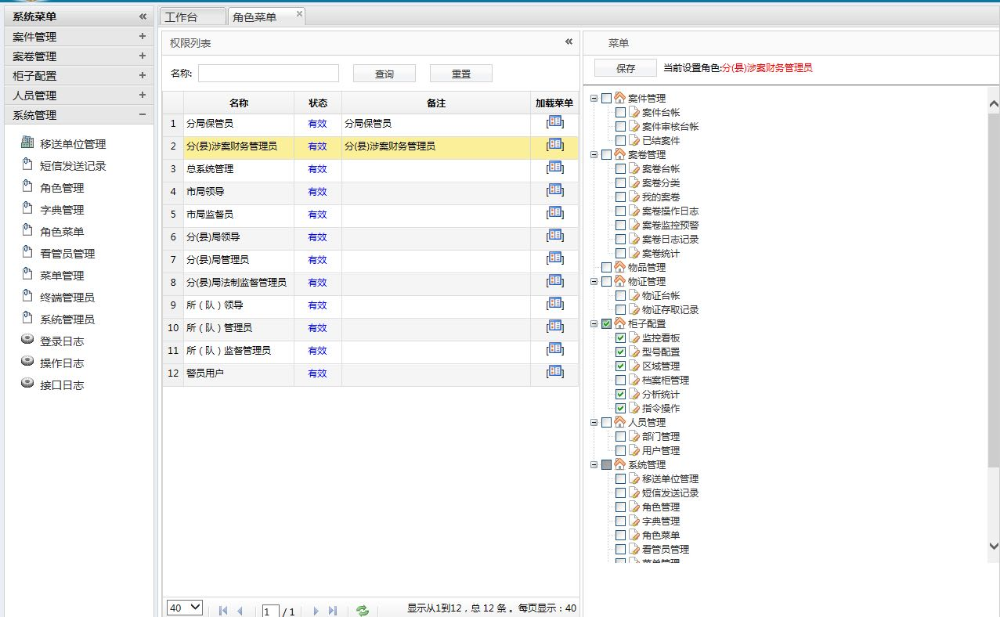 系统菜单
案件管理
案卷管理
柜子配置
人员管理
系统管理
移送单位管理
短信发送记录
角色管理
字典管理
角色菜单
看管员管理
菜单管理
终端管理员
系统管理员
登录日志
操作日志
接口日志
工作台 角色菜单
权限列表
名称: 查询 重置
名称 状态 备注 加载菜单
1 分局保管员 有效 分局保管员 [ ]
2 分(县)涉案财务管理员 有效 分(县)涉案财务管理员 [ ]
3 总系统管理 有效 [ ]
4 市局领导 有效 [ ]
5 市局监督员 有效 [ ]
6 分(县)局领导 有效 [ ]
7 分(县)局管理员 有效 [ ]
8 分(县)局法制监督管理员 有效 [ ]
9 所（队）领导 有效 [ ]
10 所（队）管理员 有效 [ ]
11 所（队）监督管理员 有效 [ ]
12 警员用户 有效 [ ]
40 1 / 1 显示从1到12，总 12 条 。每页显示：40
菜单
保存 当前设置角色:分(县)涉案财务管理员
案件管理
案件台帐
案件审核台帐
已结案件
案卷管理
案卷台帐
案卷分类
我的案卷
案卷操作日志
案卷监控预警
案卷日志记录
案卷统计
物品管理
物证管理
物证台帐
物证存取记录
柜子配置
监控看板
型号配置
区域管理
档案柜管理
分析统计
指令操作
人员管理
部门管理
用户管理
系统管理
移送单位管理
短信发送记录
角色管理
字典管理
角色菜单
看管员管理
菜单管理